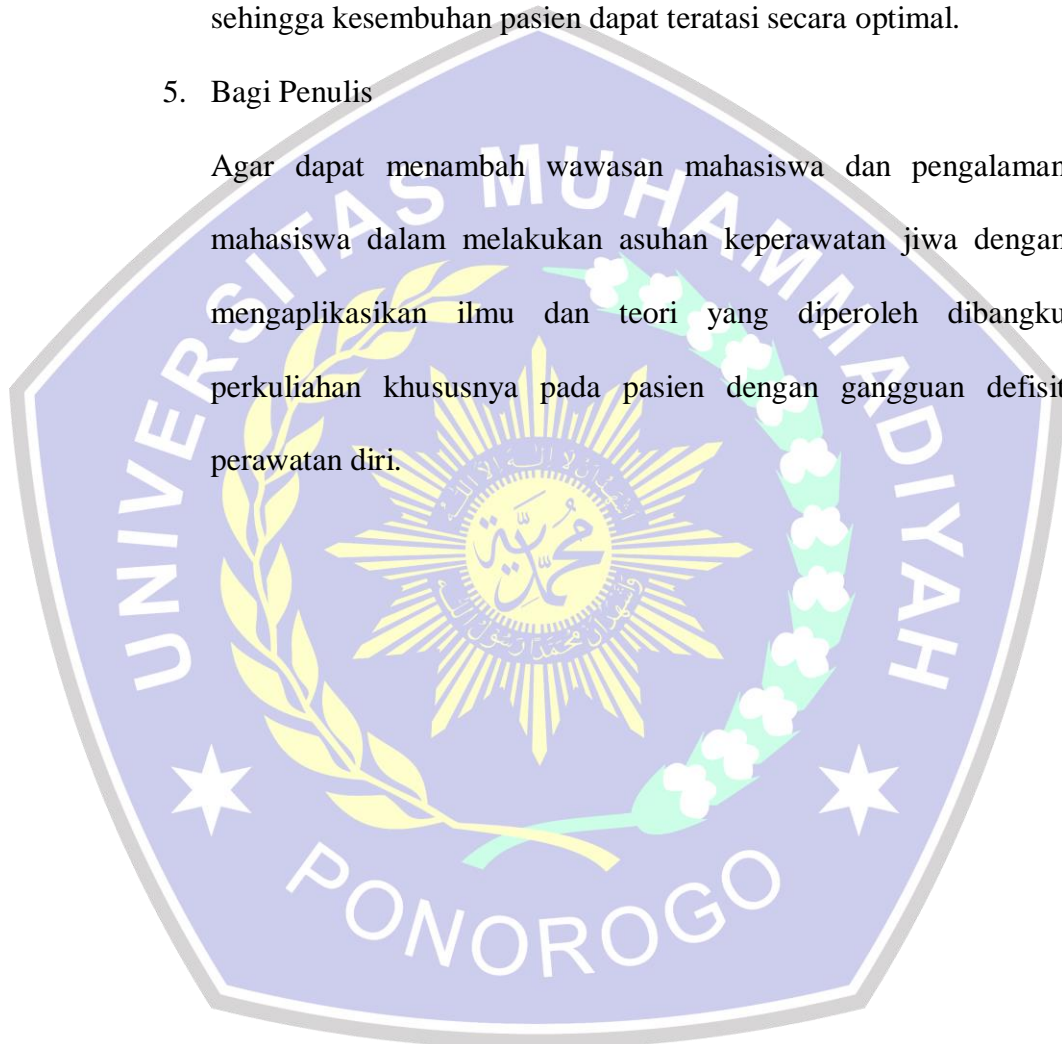 sehingga kesembuhan pasien dapat teratasi secara optimal.
5. Bagi Penulis
Agar dapat menambah wawasan mahasiswa dan pengalaman
mahasiswa dalam melakukan asuhan keperawatan jiwa dengan
mengaplikasikan ilmu dan teori yang diperoleh dibangku
perkuliahan khususnya pada pasien dengan gangguan defisit
perawatan diri.
UNIVERSITAS MUHAMMADIYAH
PONOROGO
محمدية